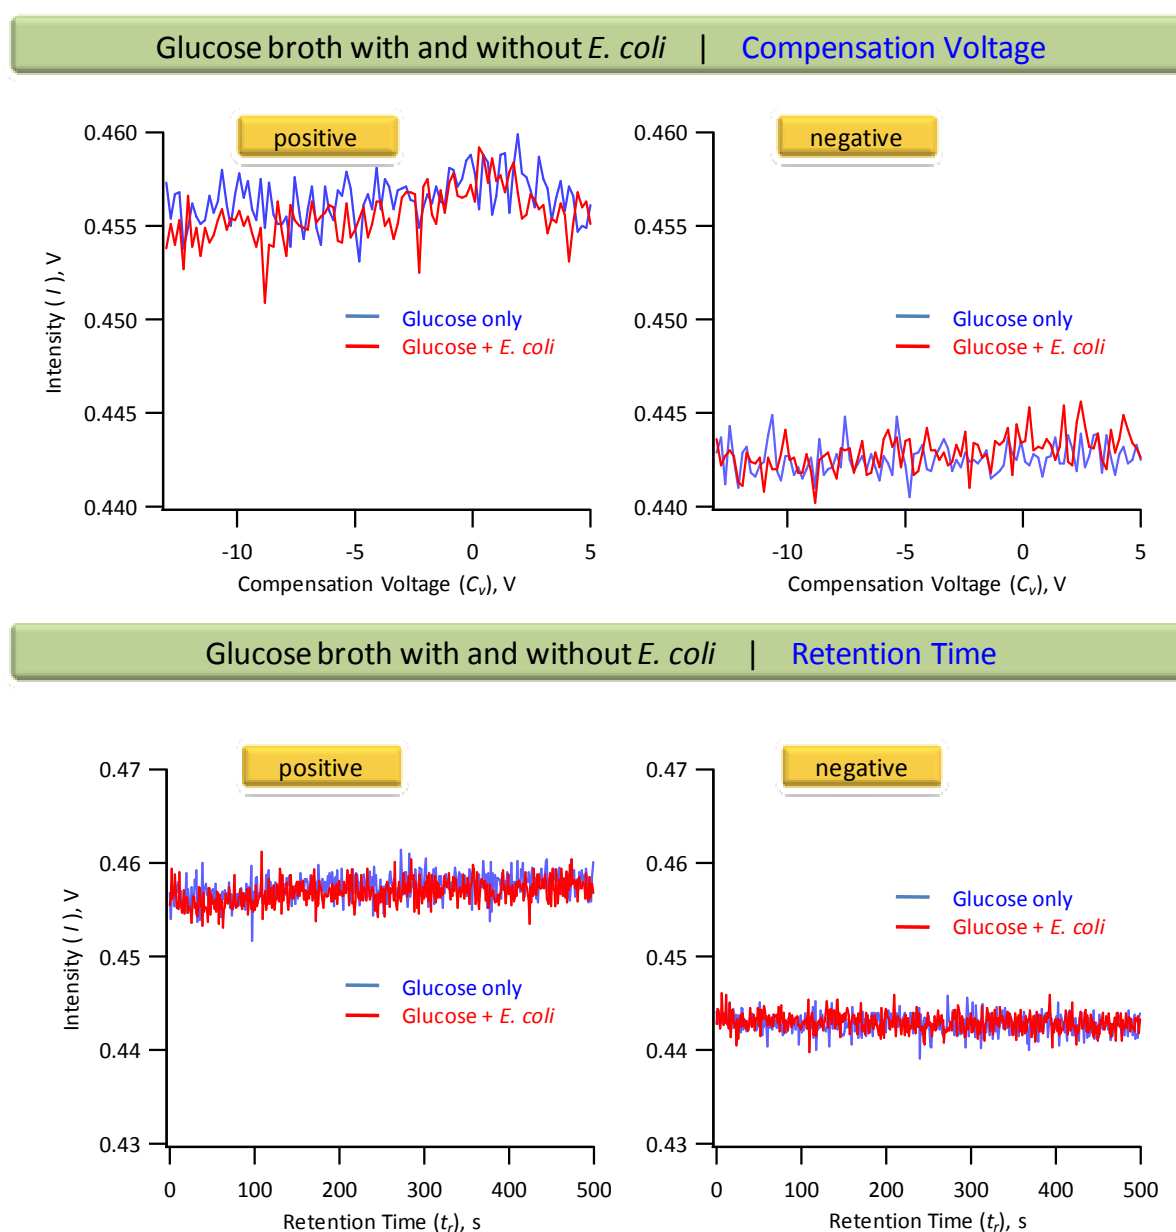 Glucose broth with and without E. coli | Compensation Voltage
positive
negative
0.460
0.455
0.450
0.445
0.440
Intensity ( I ), V
Glucose only
Glucose + E. coli
-10
-5
0
5
Compensation Voltage (Cv), V
0.460
0.455
0.450
0.445
0.440
Glucose only
Glucose + E. coli
-10
-5
0
5
Compensation Voltage (Cv), V
Glucose broth with and without E. coli | Retention Time
positive
negative
0.47
0.46
0.45
0.44
0.43
Intensity ( I ), V
Glucose only
Glucose + E. coli
0
100
200
300
400
500
Retention Time (tr), s
0.47
0.46
0.45
0.44
0.43
Glucose only
Glucose + E. coli
0
100
200
300
400
500
Retention Time (tr), s